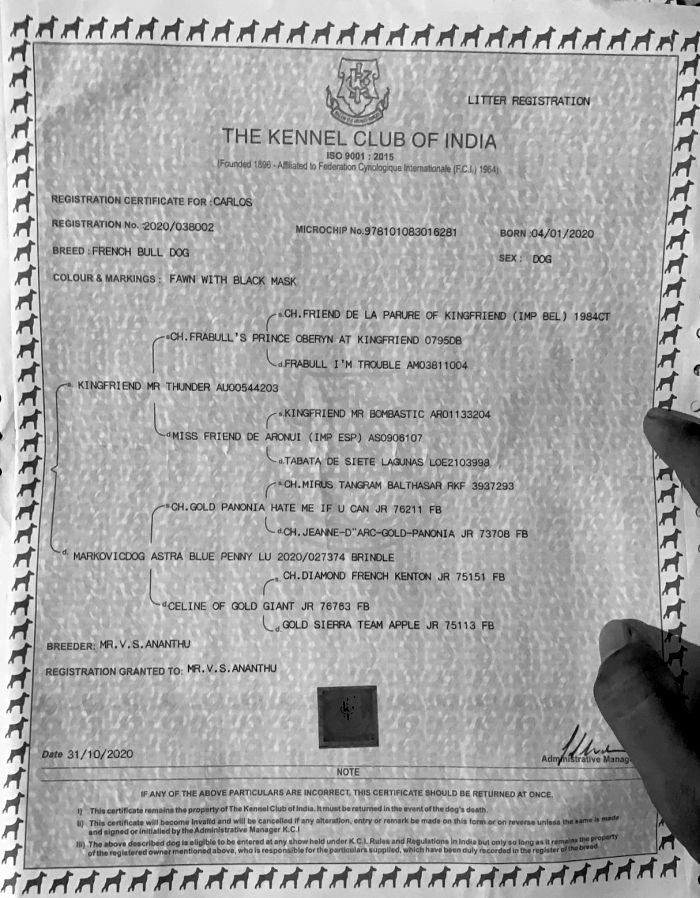 LITTER REGISTRATION
THE KENNEL CLUB OF INDIA
ISO 9001 : 2015
(Founded 1896 - Affiliated to Federation Cynologique Internationale (F.C.I.) 1964)
REGISTRATION CERTIFICATE FOR : CARLOS
REGISTRATION No. 2020/038002 MICROCHIP No. 978101083016281 BORN : 04/01/2020
BREED : FRENCH BULL DOG SEX : DOG
COLOUR & MARKINGS : FAWN WITH BLACK MASK
s. CH.FRIEND DE LA PARURE OF KINGFRIEND (IMP BEL) 1984CT
s. CH.FRABULL'S PRINCE OBERYN AT KINGFRIEND 0795DB
d. FRABULL I'M TROUBLE AM03811004
s. KINGFRIEND MR THUNDER AU00544203
s. KINGFRIEND MR BOMBASTIC AR01133204
d. MISS FRIEND DE ARONUI (IMP ESP) AS0906107
d. TABATA DE SIETE LAGUNAS LOE2103998
s. CH.MIRUS TANGRAM BALTHASAR RKF 3937293
s. CH.GOLD PANONIA HATE ME IF U CAN JR 76211 FB
d. CH.JEANNE-D"ARC-GOLD-PANONIA JR 73708 FB
d. MARKOVICDOG ASTRA BLUE PENNY LU 2020/027374 BRINDLE
s. CH.DIAMOND FRENCH KENTON JR 75151 FB
d. CELINE OF GOLD GIANT JR 76763 FB
d. GOLD SIERRA TEAM APPLE JR 75113 FB
BREEDER: MR.V.S.ANANTHU
REGISTRATION GRANTED TO: MR.V.S.ANANTHU
Date 31/10/2020
Administrative Manag
NOTE
IF ANY OF THE ABOVE PARTICULARS ARE INCORRECT, THIS CERTIFICATE SHOULD BE RETURNED AT ONCE.
i) This certificate remains the property of The Kennel Club of India. It must be returned in the event of the dog's death.
ii) This certificate will become invalid and will be cancelled if any alteration, entry or remark be made on this form or on reverse unless the same is made
and signed or initialled by the Administrative Manager K.C.I
iii) The above described dog is eligible to be entered at any show held under K.C.I. Rules and Regulations in India but only so long as it remains the property
of the registered owner mentioned above, who is responsible for the particulars supplied, which have been duly recorded in the register of the breed.